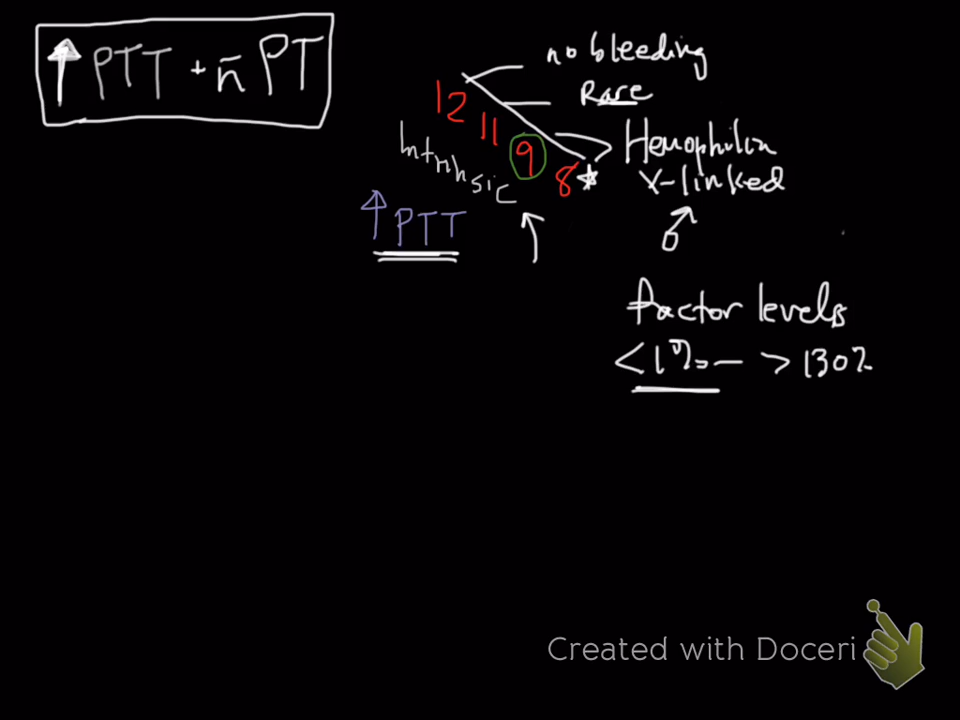 ↑ PTT + n̄ PT
no bleeding
Rare
12
11
9
8*
Hemophilia
X-linked
Intrinsic
↑ PTT
♂
factor levels
<1% — >130%
Created with Doceri